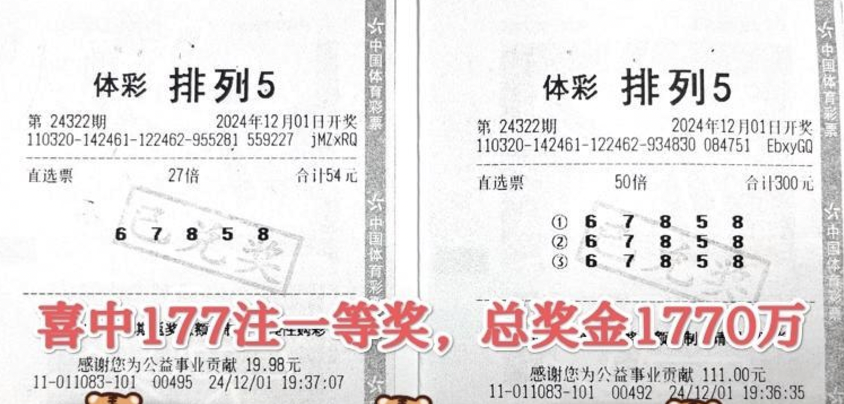 体彩 排列5
第 24322期 2024年12月01日开奖
110320-142461-122462-955281 559227 jMZxRQ
直选票 27倍 合计54元
6 7 8 5 8
已兑奖
感谢您为公益事业贡献 19.98元
11-011083-101 00495 24/12/01 19:37:07
中国体育彩票
中国体育彩
体彩 排列5
第 24322期 2024年12月01日开奖
110320-142461-122462-934830 084751 EbxyGQ
直选票 50倍 合计300元
① 6 7 8 5 8
② 6 7 8 5 8
③ 6 7 8 5 8
已兑奖
感谢您为公益事业贡献 111.00元
11-011083-101 00492 24/12/01 19:36:35
中国体育彩票
中国体育彩
喜中177注一等奖，总奖金1770万